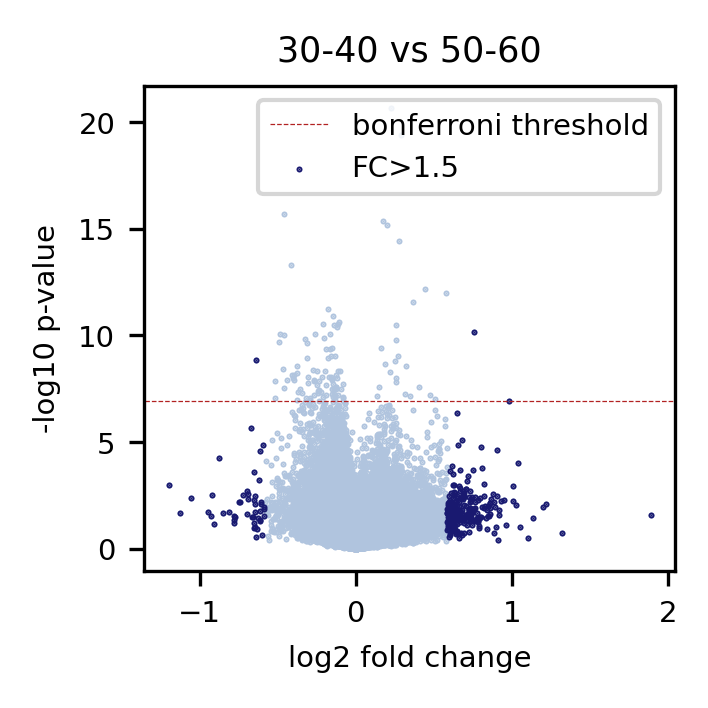 30-40 vs 50-60
20
bonferroni threshold
FC>1.5
15
10
5
0
-log10 p-value
−1
0
1
2
log2 fold change